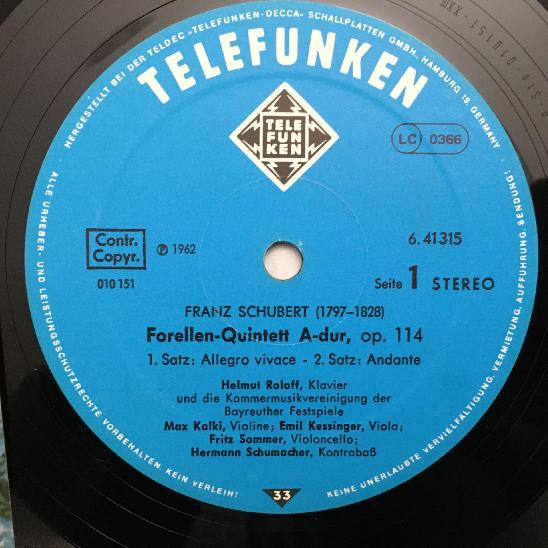 HERGESTELLT BEI DER TELDEC »TELEFUNKEN-DECCA« SCHALLPLATTEN GMBH., HAMBURG 19, GERMANY
TELEFUNKEN
TELE
FUN
KEN
LC 0366
Contr.
Copyr.
℗ 1962
6.41315
010 151
Seite 1 STEREO
FRANZ SCHUBERT (1797-1828)
Forellen-Quintett A-dur, op. 114
1. Satz: Allegro vivace - 2. Satz: Andante
Helmut Roloff, Klavier
und die Kammermusikvereinigung der
Bayreuther Festspiele
Max Kalki, Violine; Emil Kessinger, Viola;
Fritz Sommer, Violoncello;
Hermann Schumacher, Kontrabaß
33
ALLE URHEBER- UND LEISTUNGSSCHUTZRECHTE VORBEHALTEN. KEIN VERLEIH!
KEINE UNERLAUBTE VERVIELFÄLTIGUNG, VERMIETUNG, AUFFÜHRUNG, SENDUNG!